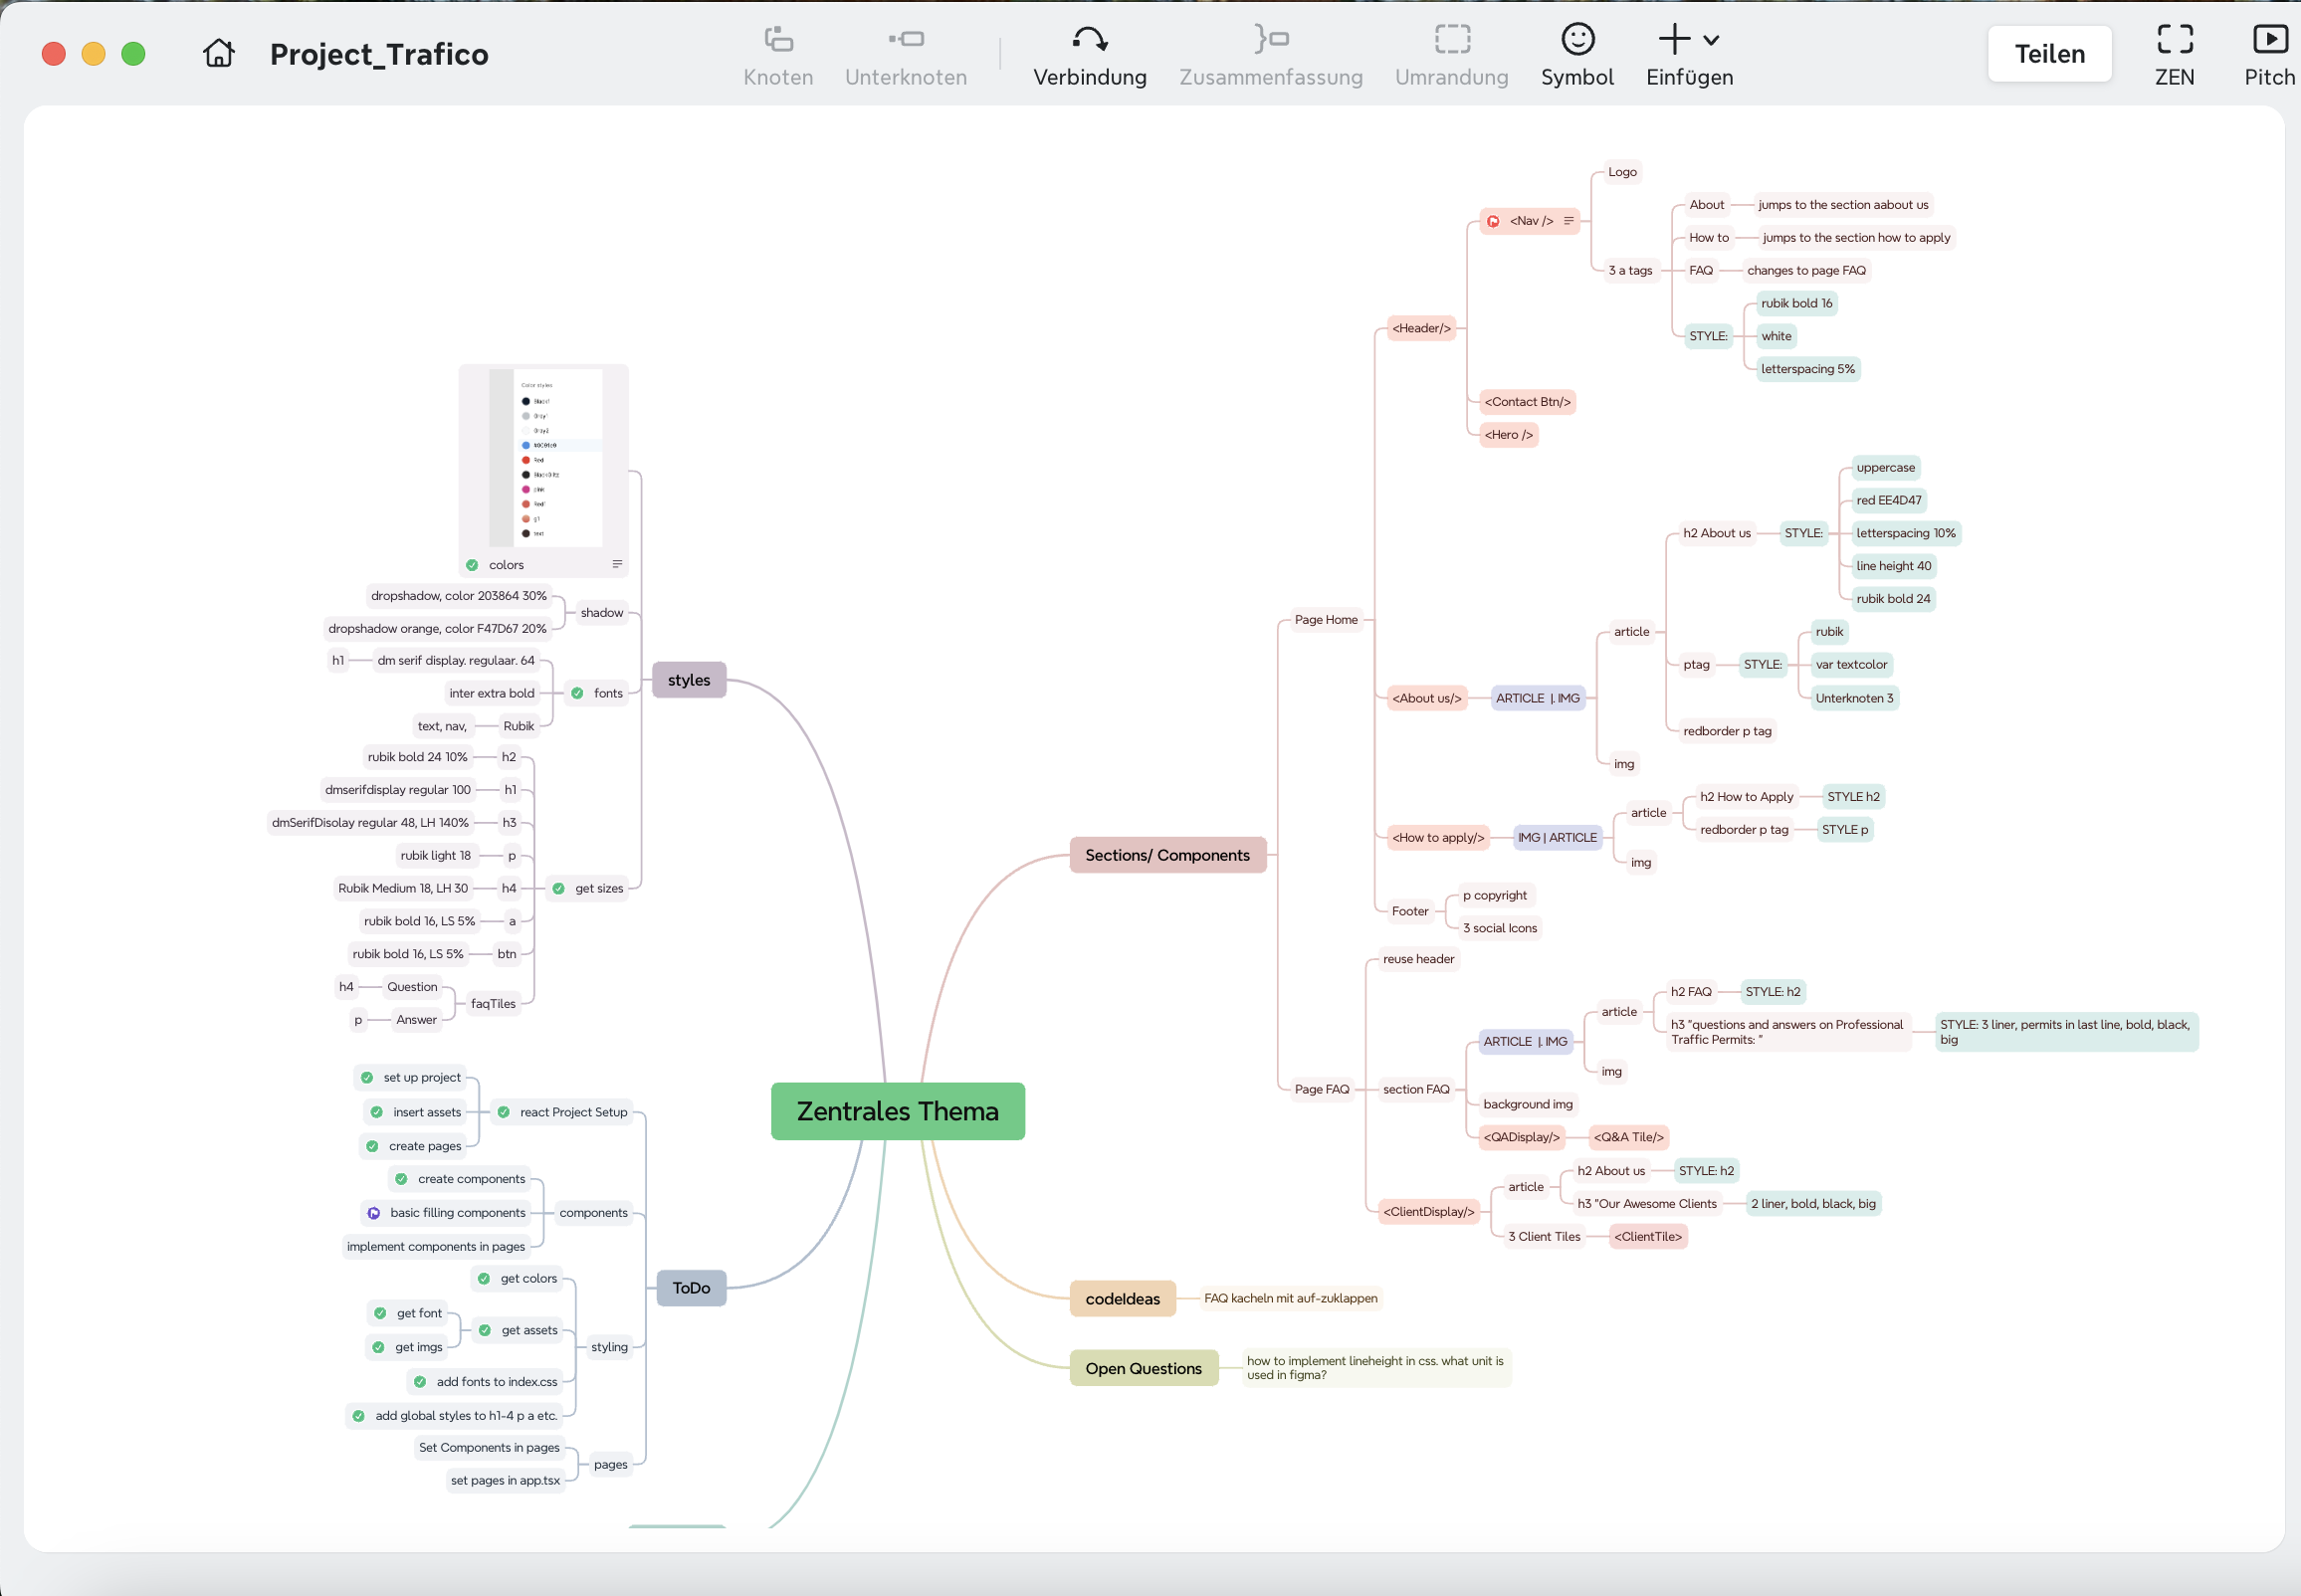 Project_Trafico
Knoten
Unterknoten
Verbindung
Zusammenfassung
Umrandung
Symbol
Einfügen
Teilen
ZEN
Pitch
Color styles
Black1
Gray1
Gray2
Red
pink
Red1
g1
text
colors
dropshadow, color 203864 30%
dropshadow orange, color F47D67 20%
shadow
h1
dm serif display. regulaar. 64
inter extra bold
text, nav,
Rubik
fonts
styles
rubik bold 24 10%
h2
dmserifdisplay regular 100
h1
dmSerifDisolay regular 48, LH 140%
h3
rubik light 18
p
Rubik Medium 18, LH 30
h4
rubik bold 16, LS 5%
a
rubik bold 16, LS 5%
btn
h4
Question
p
Answer
faqTiles
get sizes
set up project
insert assets
create pages
react Project Setup
create components
basic filling components
implement components in pages
components
get colors
get font
get imgs
get assets
add fonts to index.css
add global styles to h1-4 p a etc.
styling
Set Components in pages
set pages in app.tsx
pages
ToDo
Zentrales Thema
Sections/ Components
Page Home
<Header/>
<Nav />
Logo
3 a tags
About
jumps to the section aabout us
How to
jumps to the section how to apply
FAQ
changes to page FAQ
STYLE:
rubik bold 16
white
letterspacing 5%
<Contact Btn/>
<Hero />
<About us/>
ARTICLE |. IMG
article
h2 About us
STYLE:
uppercase
red EE4D47
letterspacing 10%
line height 40
rubik bold 24
ptag
STYLE:
rubik
var textcolor
Unterknoten 3
redborder p tag
img
<How to apply/>
IMG | ARTICLE
article
h2 How to Apply
STYLE h2
redborder p tag
STYLE p
img
Footer
p copyright
3 social Icons
Page FAQ
reuse header
section FAQ
ARTICLE |. IMG
article
h2 FAQ
STYLE: h2
h3 "questions and answers on Professional
Traffic Permits: "
STYLE: 3 liner, permits in last line, bold, black,
big
img
background img
<QADisplay/>
<Q&A Tile/>
<ClientDisplay/>
article
h2 About us
STYLE: h2
h3 "Our Awesome Clients
2 liner, bold, black, big
3 Client Tiles
<ClientTile>
codeIdeas
FAQ kacheln mit auf-zuklappen
Open Questions
how to implement lineheight in css. what unit is
used in figma?